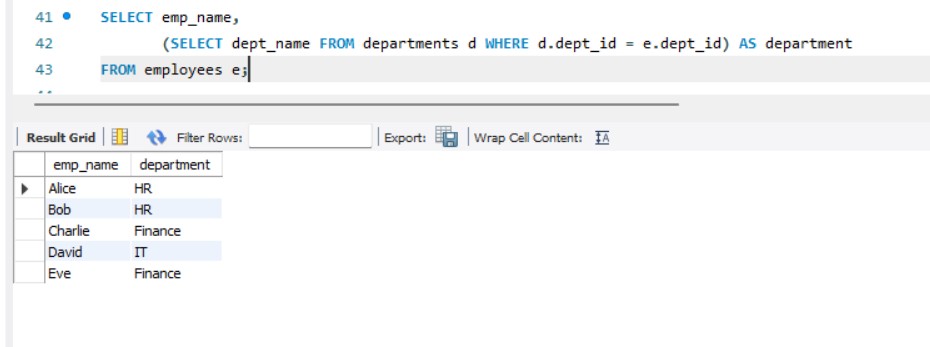 41 SELECT emp_name,
42 (SELECT dept_name FROM departments d WHERE d.dept_id = e.dept_id) AS department
43 FROM employees e;
Result Grid Filter Rows: Export: Wrap Cell Content: IA
emp_name department
Alice HR
Bob HR
Charlie Finance
David IT
Eve Finance